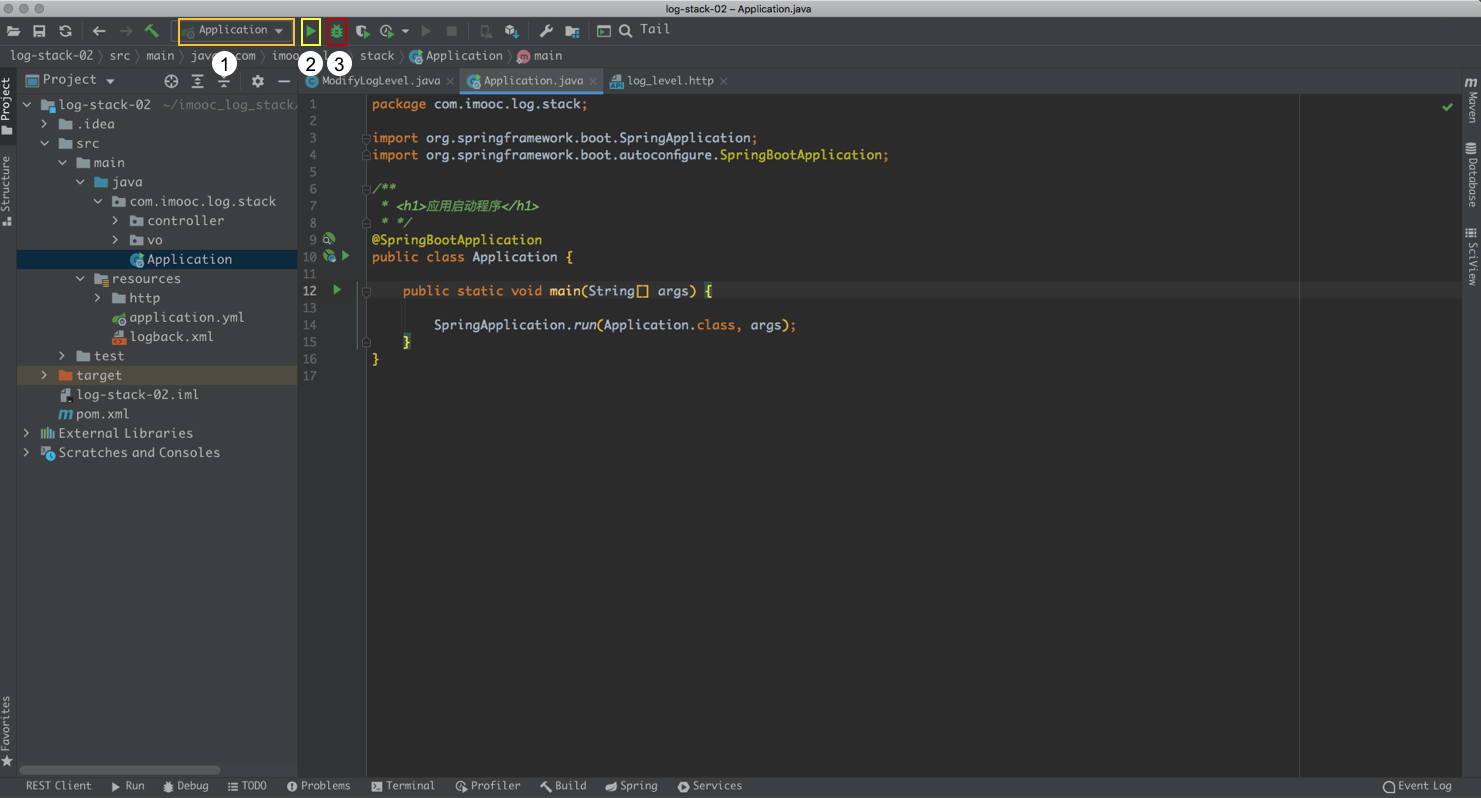 log-stack-02 – Application.java
Application
Tail
log-stack-02 src main java com imooc stack Application main
1 2 3
Project
ModifyLogLevel.java Application.java log_level.http
Project
Structure
Favorites
log-stack-02 ~/imooc_log_stack/
.idea
src
main
java
com.imooc.log.stack
controller
vo
Application
resources
http
application.yml
logback.xml
test
target
log-stack-02.iml
pom.xml
External Libraries
Scratches and Consoles
1 package com.imooc.log.stack;
2
3 import org.springframework.boot.SpringApplication;
4 import org.springframework.boot.autoconfigure.SpringBootApplication;
5
6 /**
7 * <h1>应用启动程序</h1>
8 * */
9 @SpringBootApplication
10 public class Application {
11
12 public static void main(String[] args) {
13
14 SpringApplication.run(Application.class, args);
15 }
16 }
17
m Maven
Database
SciView
REST Client Run Debug TODO Problems Terminal Profiler Build Spring Services Event Log